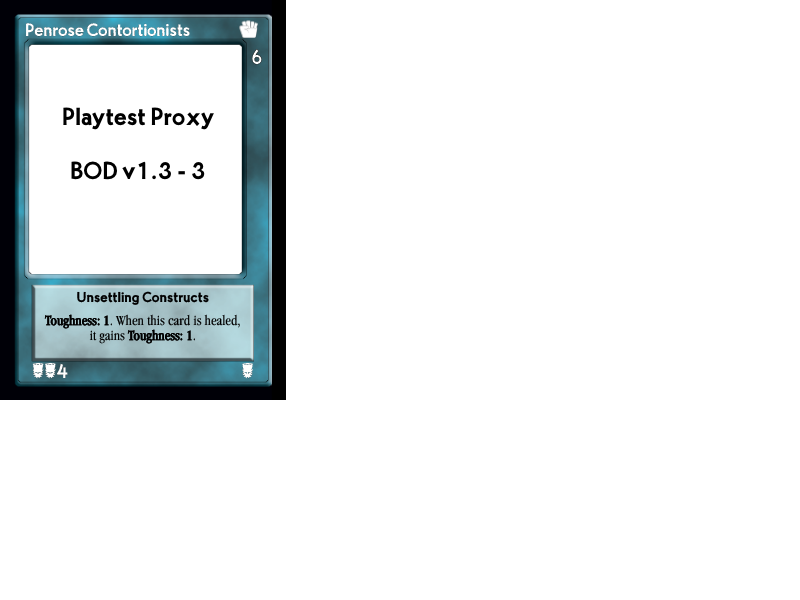 Penrose Contortionists
6
Playtest Proxy
BOD v1.3 - 3
Unsettling Constructs
Toughness: 1. When this card is healed,
it gains Toughness: 1.
4